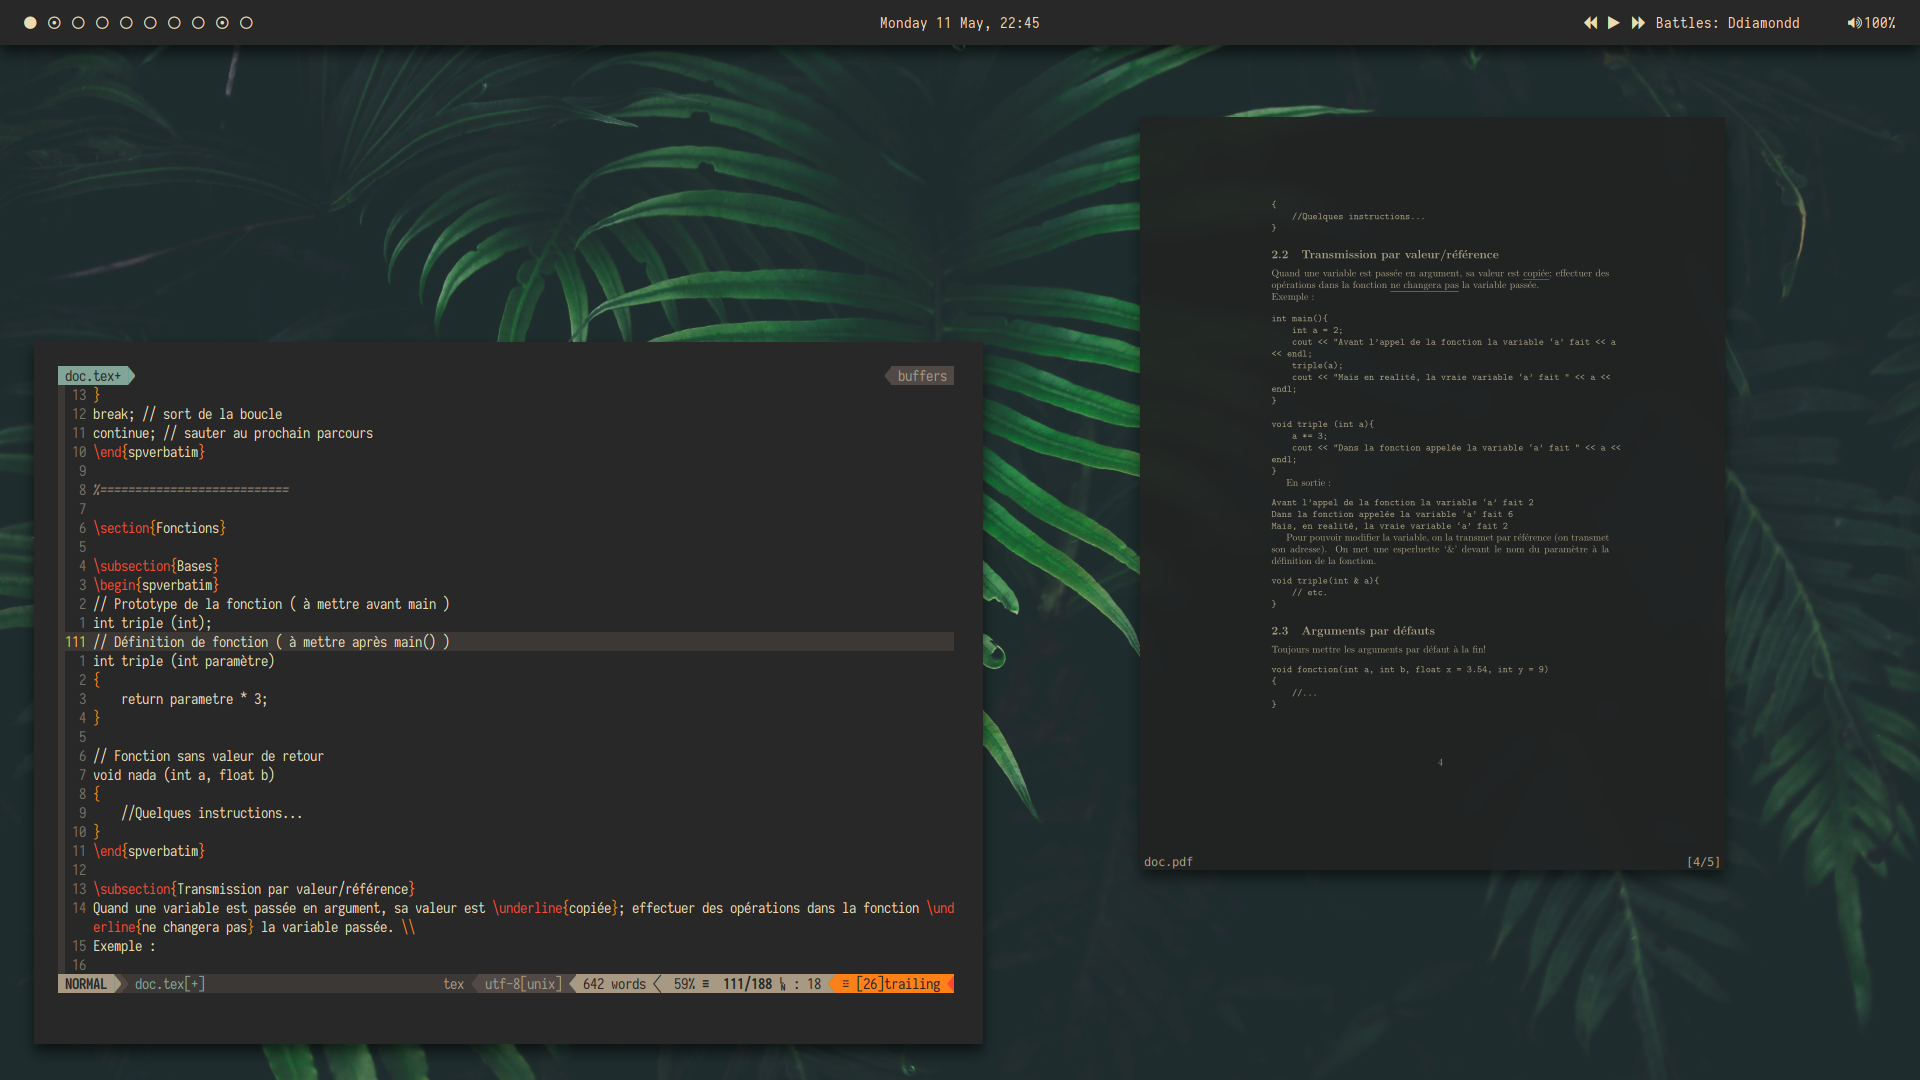 Monday 11 May, 22:45
Battles: Ddiamondd
100%
doc.tex+
buffers
13 }
12 break; // sort de la boucle
11 continue; // sauter au prochain parcours
10 \end{spverbatim}
9
8 %============================
7
6 \section{Fonctions}
5
4 \subsection{Bases}
3 \begin{spverbatim}
2 // Prototype de la fonction ( à mettre avant main )
1 int triple (int);
111 // Définition de fonction ( à mettre après main() )
1 int triple (int paramètre)
2 {
3     return parametre * 3;
4 }
5
6 // Fonction sans valeur de retour
7 void nada (int a, float b)
8 {
9     //Quelques instructions...
10 }
11 \end{spverbatim}
12
13 \subsection{Transmission par valeur/référence}
14 Quand une variable est passée en argument, sa valeur est \underline{copiée}; effectuer des opérations dans la fonction \und
erline{ne changera pas} la variable passée. \\
15 Exemple :
16
NORMAL doc.tex[+] tex utf-8[unix] 642 words 59% ≡ 111/188 : 18 ≡ [26]trailing
{
    //Quelques instructions...
}
2.2 Transmission par valeur/référence
Quand une variable est passée en argument, sa valeur est copiée; effectuer des
opérations dans la fonction ne changera pas la variable passée.
Exemple :
int main(){
    int a = 2;
    cout << "Avant l'appel de la fonction la variable 'a' fait << a
<< endl;
    triple(a);
    cout << "Mais en realité, la vraie variable 'a' fait " << a <<
endl;
}
void triple (int a){
    a *= 3;
    cout << "Dans la fonction appelée la variable 'a' fait " << a <<
endl;
}
En sortie :
Avant l'appel de la fonction la variable 'a' fait 2
Dans la fonction appelée la variable 'a' fait 6
Mais, en realité, la vraie variable 'a' fait 2
Pour pouvoir modifier la variable, on la transmet par référence (on transmet
son adresse). On met une esperluette '&' devant le nom du paramètre à la
définition de la fonction.
void triple(int & a){
    // etc.
}
2.3 Arguments par défauts
Toujours mettre les arguments par défaut à la fin!
void fonction(int a, int b, float x = 3.54, int y = 9)
{
    //...
}
4
doc.pdf
[4/5]